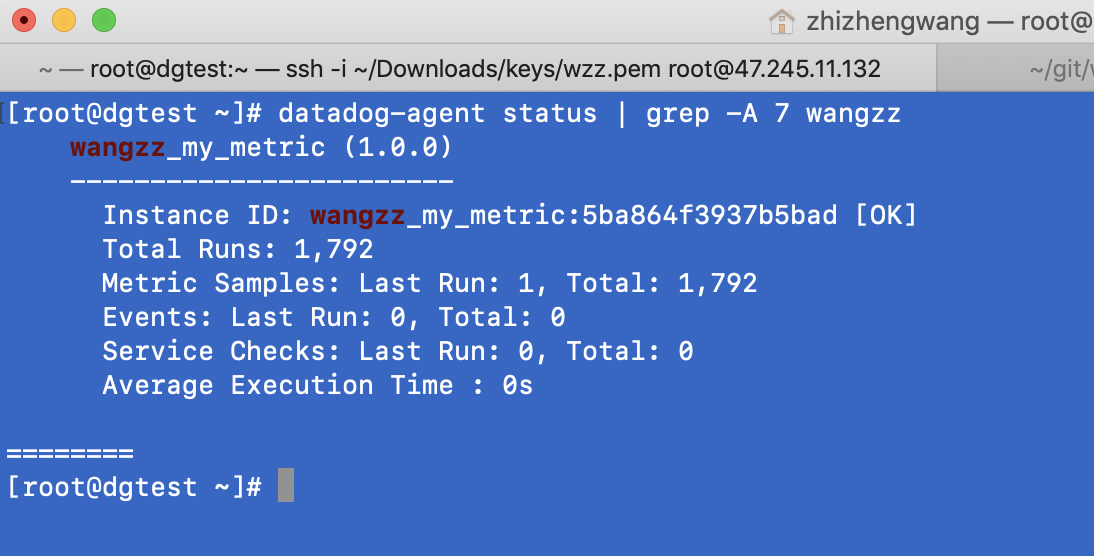 zhizhengwang — root@
~ — root@dgtest:~ — ssh -i ~/Downloads/keys/wzz.pem root@47.245.11.132
~/git/
[root@dgtest ~]# datadog-agent status | grep -A 7 wangzz
wangzz_my_metric (1.0.0)
------------------------
Instance ID: wangzz_my_metric:5ba864f3937b5bad [OK]
Total Runs: 1,792
Metric Samples: Last Run: 1, Total: 1,792
Events: Last Run: 0, Total: 0
Service Checks: Last Run: 0, Total: 0
Average Execution Time : 0s
========
[root@dgtest ~]#